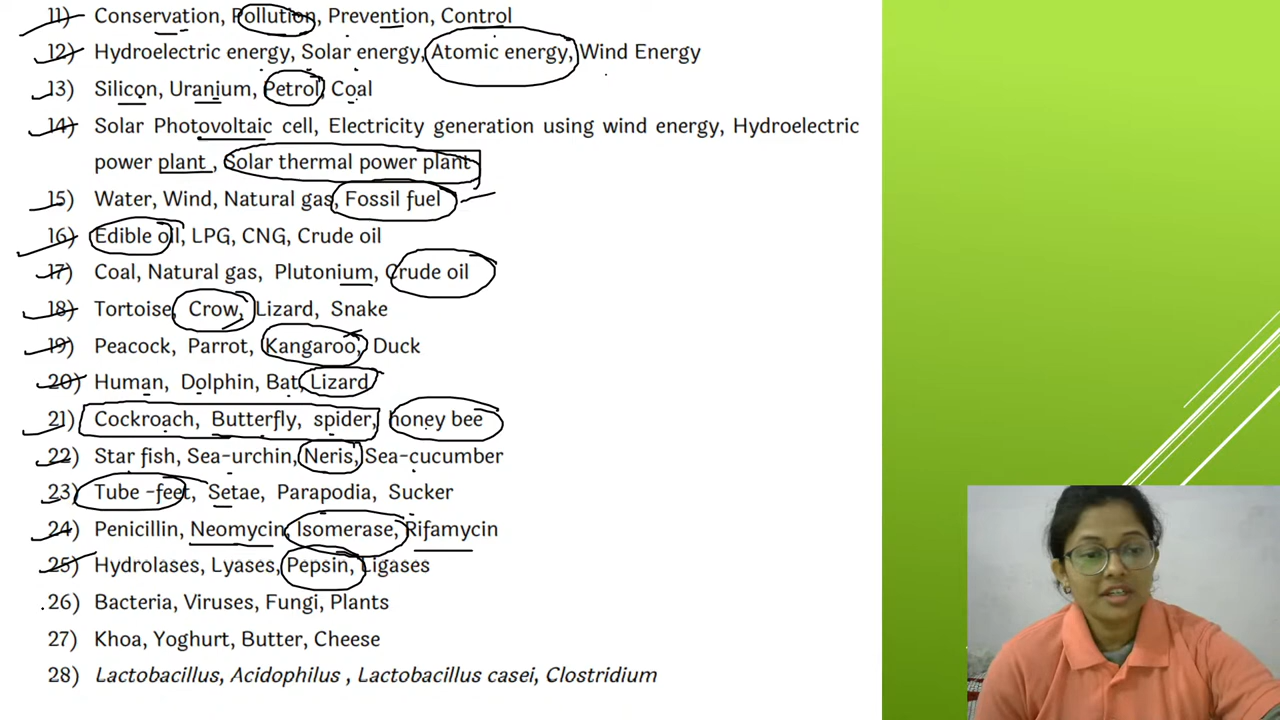 11) Conservation, Pollution, Prevention, Control
12) Hydroelectric energy, Solar energy, Atomic energy, Wind Energy
13) Silicon, Uranium, Petrol, Coal
14) Solar Photovoltaic cell, Electricity generation using wind energy, Hydroelectric
power plant , Solar thermal power plant
15) Water, Wind, Natural gas, Fossil fuel
16) Edible oil, LPG, CNG, Crude oil
17) Coal, Natural gas, Plutonium, Crude oil
18) Tortoise, Crow, Lizard, Snake
19) Peacock, Parrot, Kangaroo, Duck
20) Human, Dolphin, Bat, Lizard
21) Cockroach, Butterfly, spider, honey bee
22) Star fish, Sea-urchin, Neris, Sea-cucumber
23) Tube -feet, Setae, Parapodia, Sucker
24) Penicillin, Neomycin, Isomerase, Rifamycin
25) Hydrolases, Lyases, Pepsin, Ligases
26) Bacteria, Viruses, Fungi, Plants
27) Khoa, Yoghurt, Butter, Cheese
28) Lactobacillus, Acidophilus , Lactobacillus casei, Clostridium